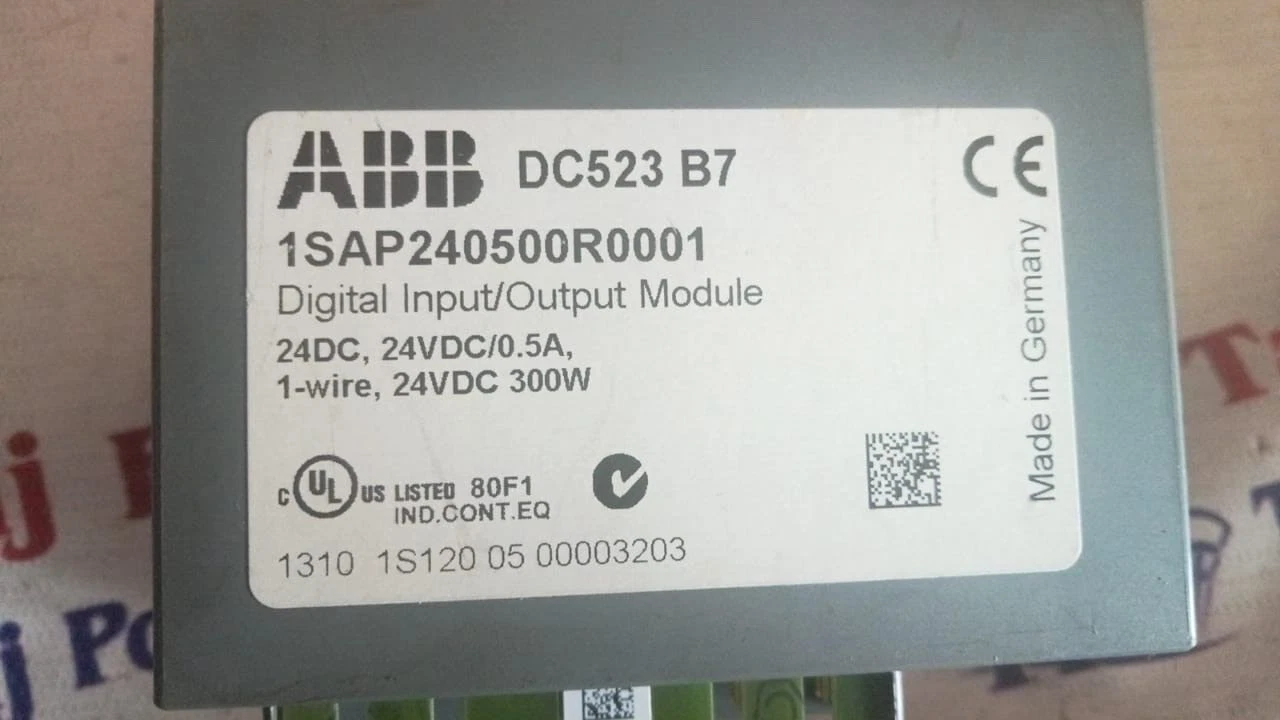 ABB DC523 B7
CE
1SAP240500R0001
Digital Input/Output Module
24DC, 24VDC/0.5A,
1-wire, 24VDC 300W
Made in Germany
C UL US LISTED 80F1
IND.CONT.EQ
1310 1S120 05 00003203